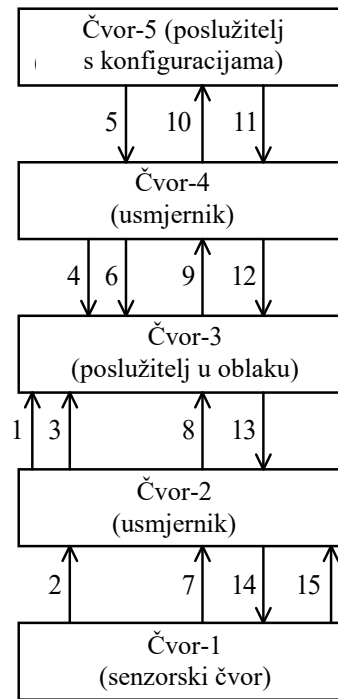 Čvor-5 (poslužitelj
( s konfiguracijama)
5 10 11
Čvor-4
(usmjernik)
4 6 9 12
Čvor-3
(poslužitelj u oblaku)
1 3 8 13
Čvor-2
(usmjernik)
2 7 14 15
Čvor-1
(senzorski čvor)